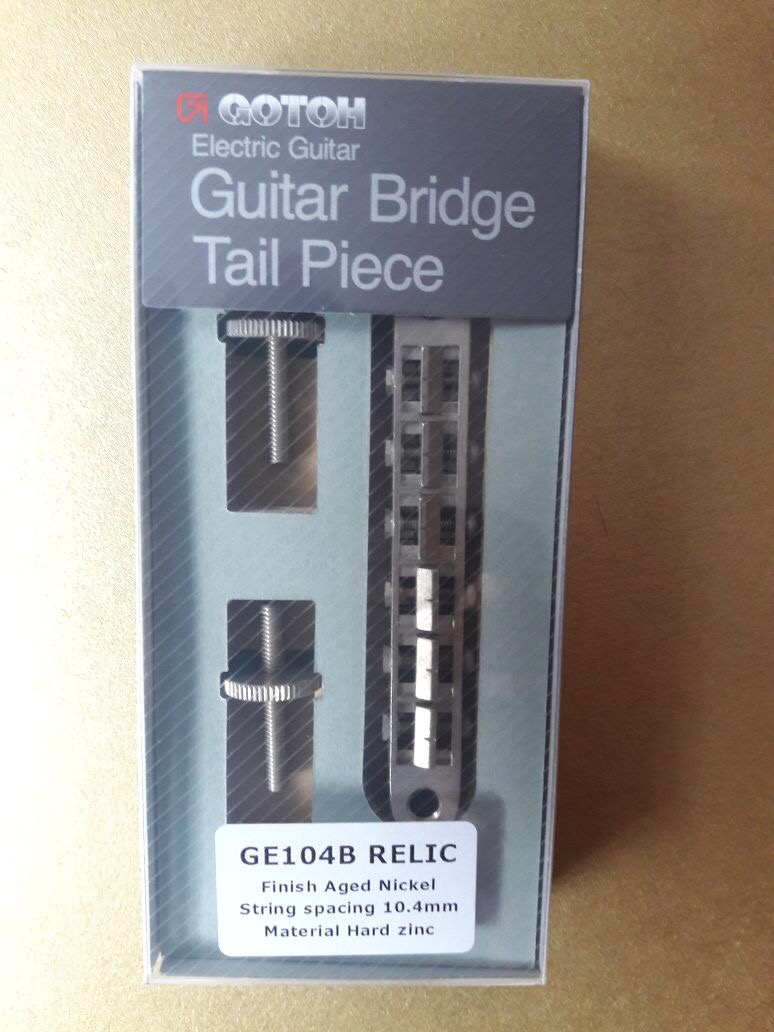 GOTOH
Electric Guitar
Guitar Bridge
Tail Piece
GE104B RELIC
Finish Aged Nickel
String spacing 10.4mm
Material Hard zinc